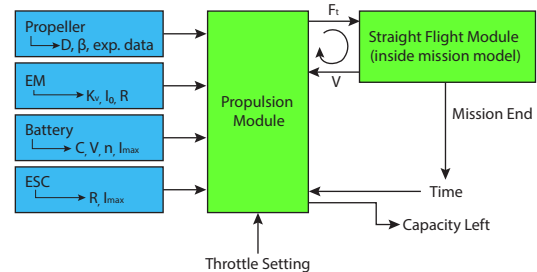 Propeller
D, β, exp. data
EM
Kv, I0, R
Battery
C, V, n, Imax
ESC
R, Imax
Propulsion
Module
Ft
V
Straight Flight Module
(inside mission model)
Mission End
Time
Capacity Left
Throttle Setting